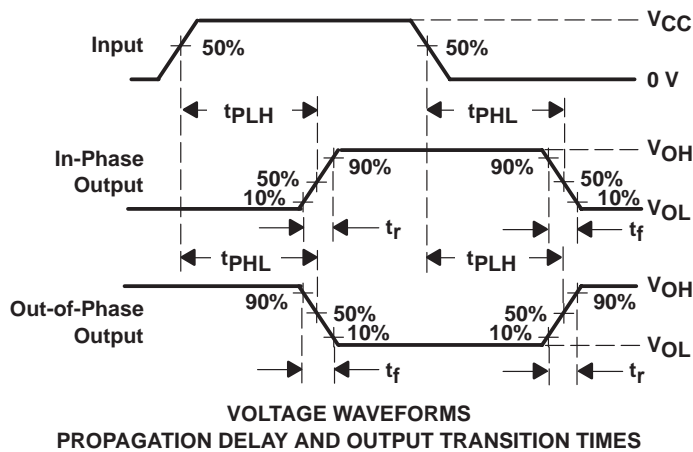 VCC
Input
50%
50%
0 V
tPLH
tPHL
In-Phase
Output
VOH
90%
90%
50%
50%
10%
10%
VOL
tr
tf
tPHL
tPLH
Out-of-Phase
Output
VOH
90%
90%
50%
50%
10%
10%
VOL
tf
tr
VOLTAGE WAVEFORMS
PROPAGATION DELAY AND OUTPUT TRANSITION TIMES